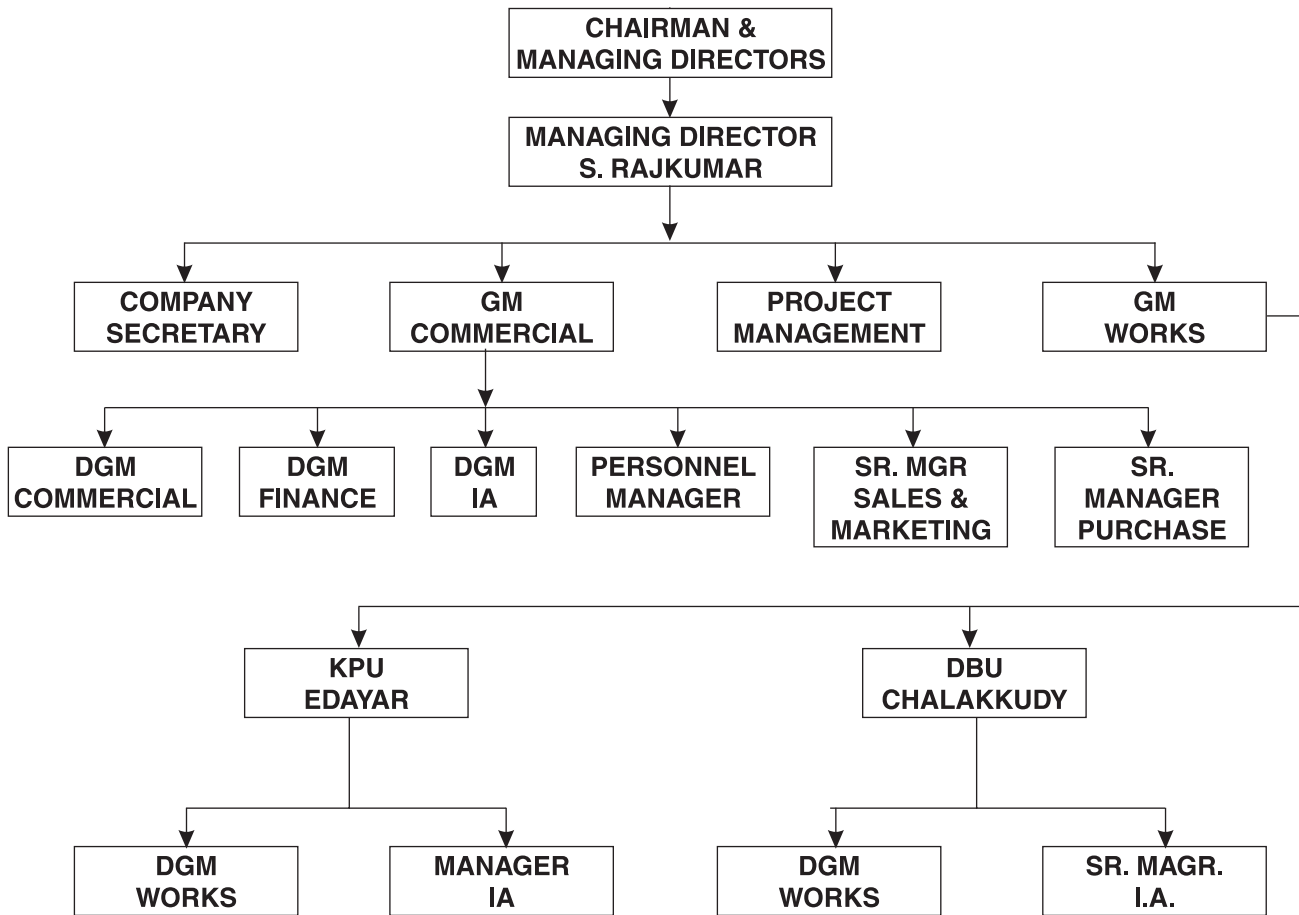 CHAIRMAN &
MANAGING DIRECTORS
MANAGING DIRECTOR
S. RAJKUMAR
COMPANY
SECRETARY
GM
COMMERCIAL
PROJECT
MANAGEMENT
GM
WORKS
DGM
COMMERCIAL
DGM
FINANCE
DGM
IA
PERSONNEL
MANAGER
SR. MGR
SALES &
MARKETING
SR.
MANAGER
PURCHASE
KPU
EDAYAR
DBU
CHALAKKUDY
DGM
WORKS
MANAGER
IA
DGM
WORKS
SR. MAGR.
I.A.